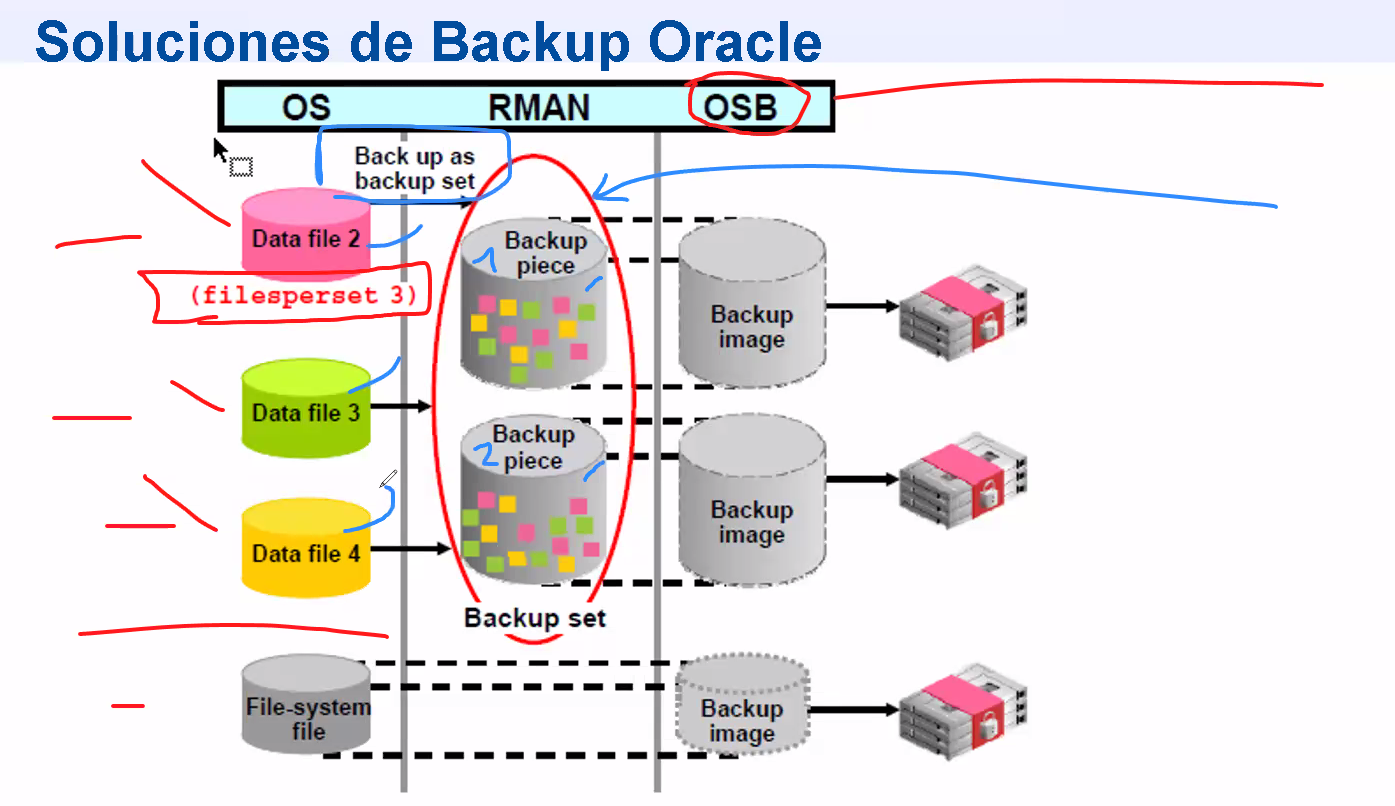 Soluciones de Backup Oracle
OS RMAN OSB
Back up as
backup set
Data file 2
(filesperset 3)
Backup
1 piece
Backup
image
Data file 3
Backup
2 piece
Backup
image
Data file 4
Backup set
File-system
file
Backup
image